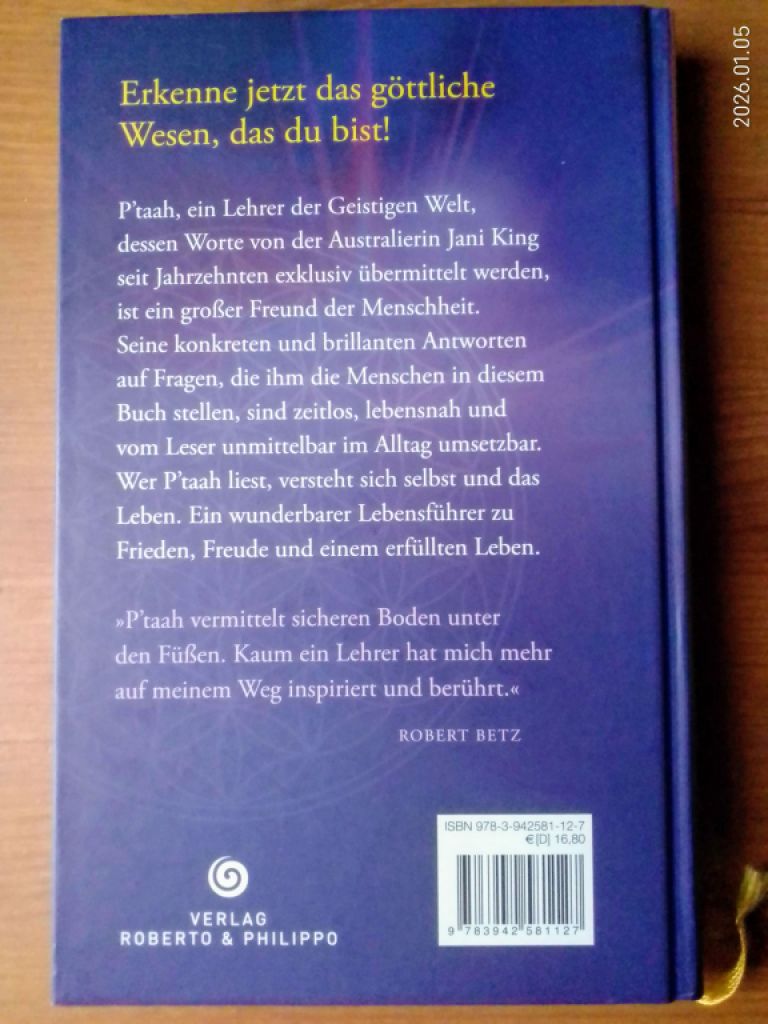 2026.01.05
Erkenne jetzt das göttliche
Wesen, das du bist!
P'taah, ein Lehrer der Geistigen Welt,
dessen Worte von der Australierin Jani King
seit Jahrzehnten exklusiv übermittelt werden,
ist ein großer Freund der Menschheit.
Seine konkreten und brillanten Antworten
auf Fragen, die ihm die Menschen in diesem
Buch stellen, sind zeitlos, lebensnah und
vom Leser unmittelbar im Alltag umsetzbar.
Wer P'taah liest, versteht sich selbst und das
Leben. Ein wunderbarer Lebensführer zu
Frieden, Freude und einem erfüllten Leben.
»P'taah vermittelt sicheren Boden unter
den Füßen. Kaum ein Lehrer hat mich mehr
auf meinem Weg inspiriert und berührt.«
ROBERT BETZ
ISBN 978-3-942581-12-7
€ [D] 16,80
9 783942 581127
VERLAG
ROBERTO & PHILIPPO